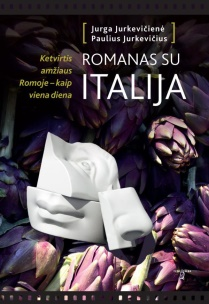 Jurga Jurkevičienė
Paulius Jurkevičius
ROMANAS SU
ITALIJA
Ketvirtis
amžiaus
Romoje – kaip
viena diena